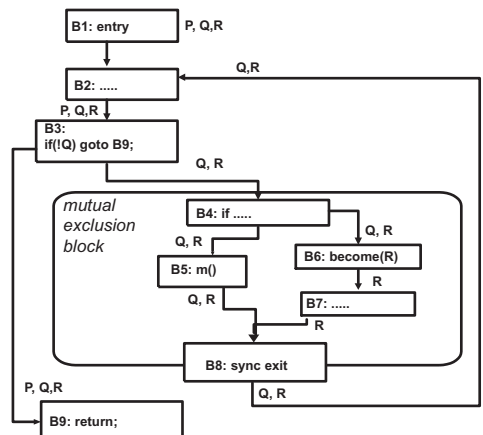 B1: entry
P, Q,R
Q,R
B2: .....
P, Q,R
B3:
if(!Q) goto B9;
Q, R
mutual
exclusion
block
B4: if .....
Q, R
Q, R
B5: m()
B6: become(R)
Q, R
R
B7: .....
R
B8: sync exit
Q, R
P, Q,R
B9: return;